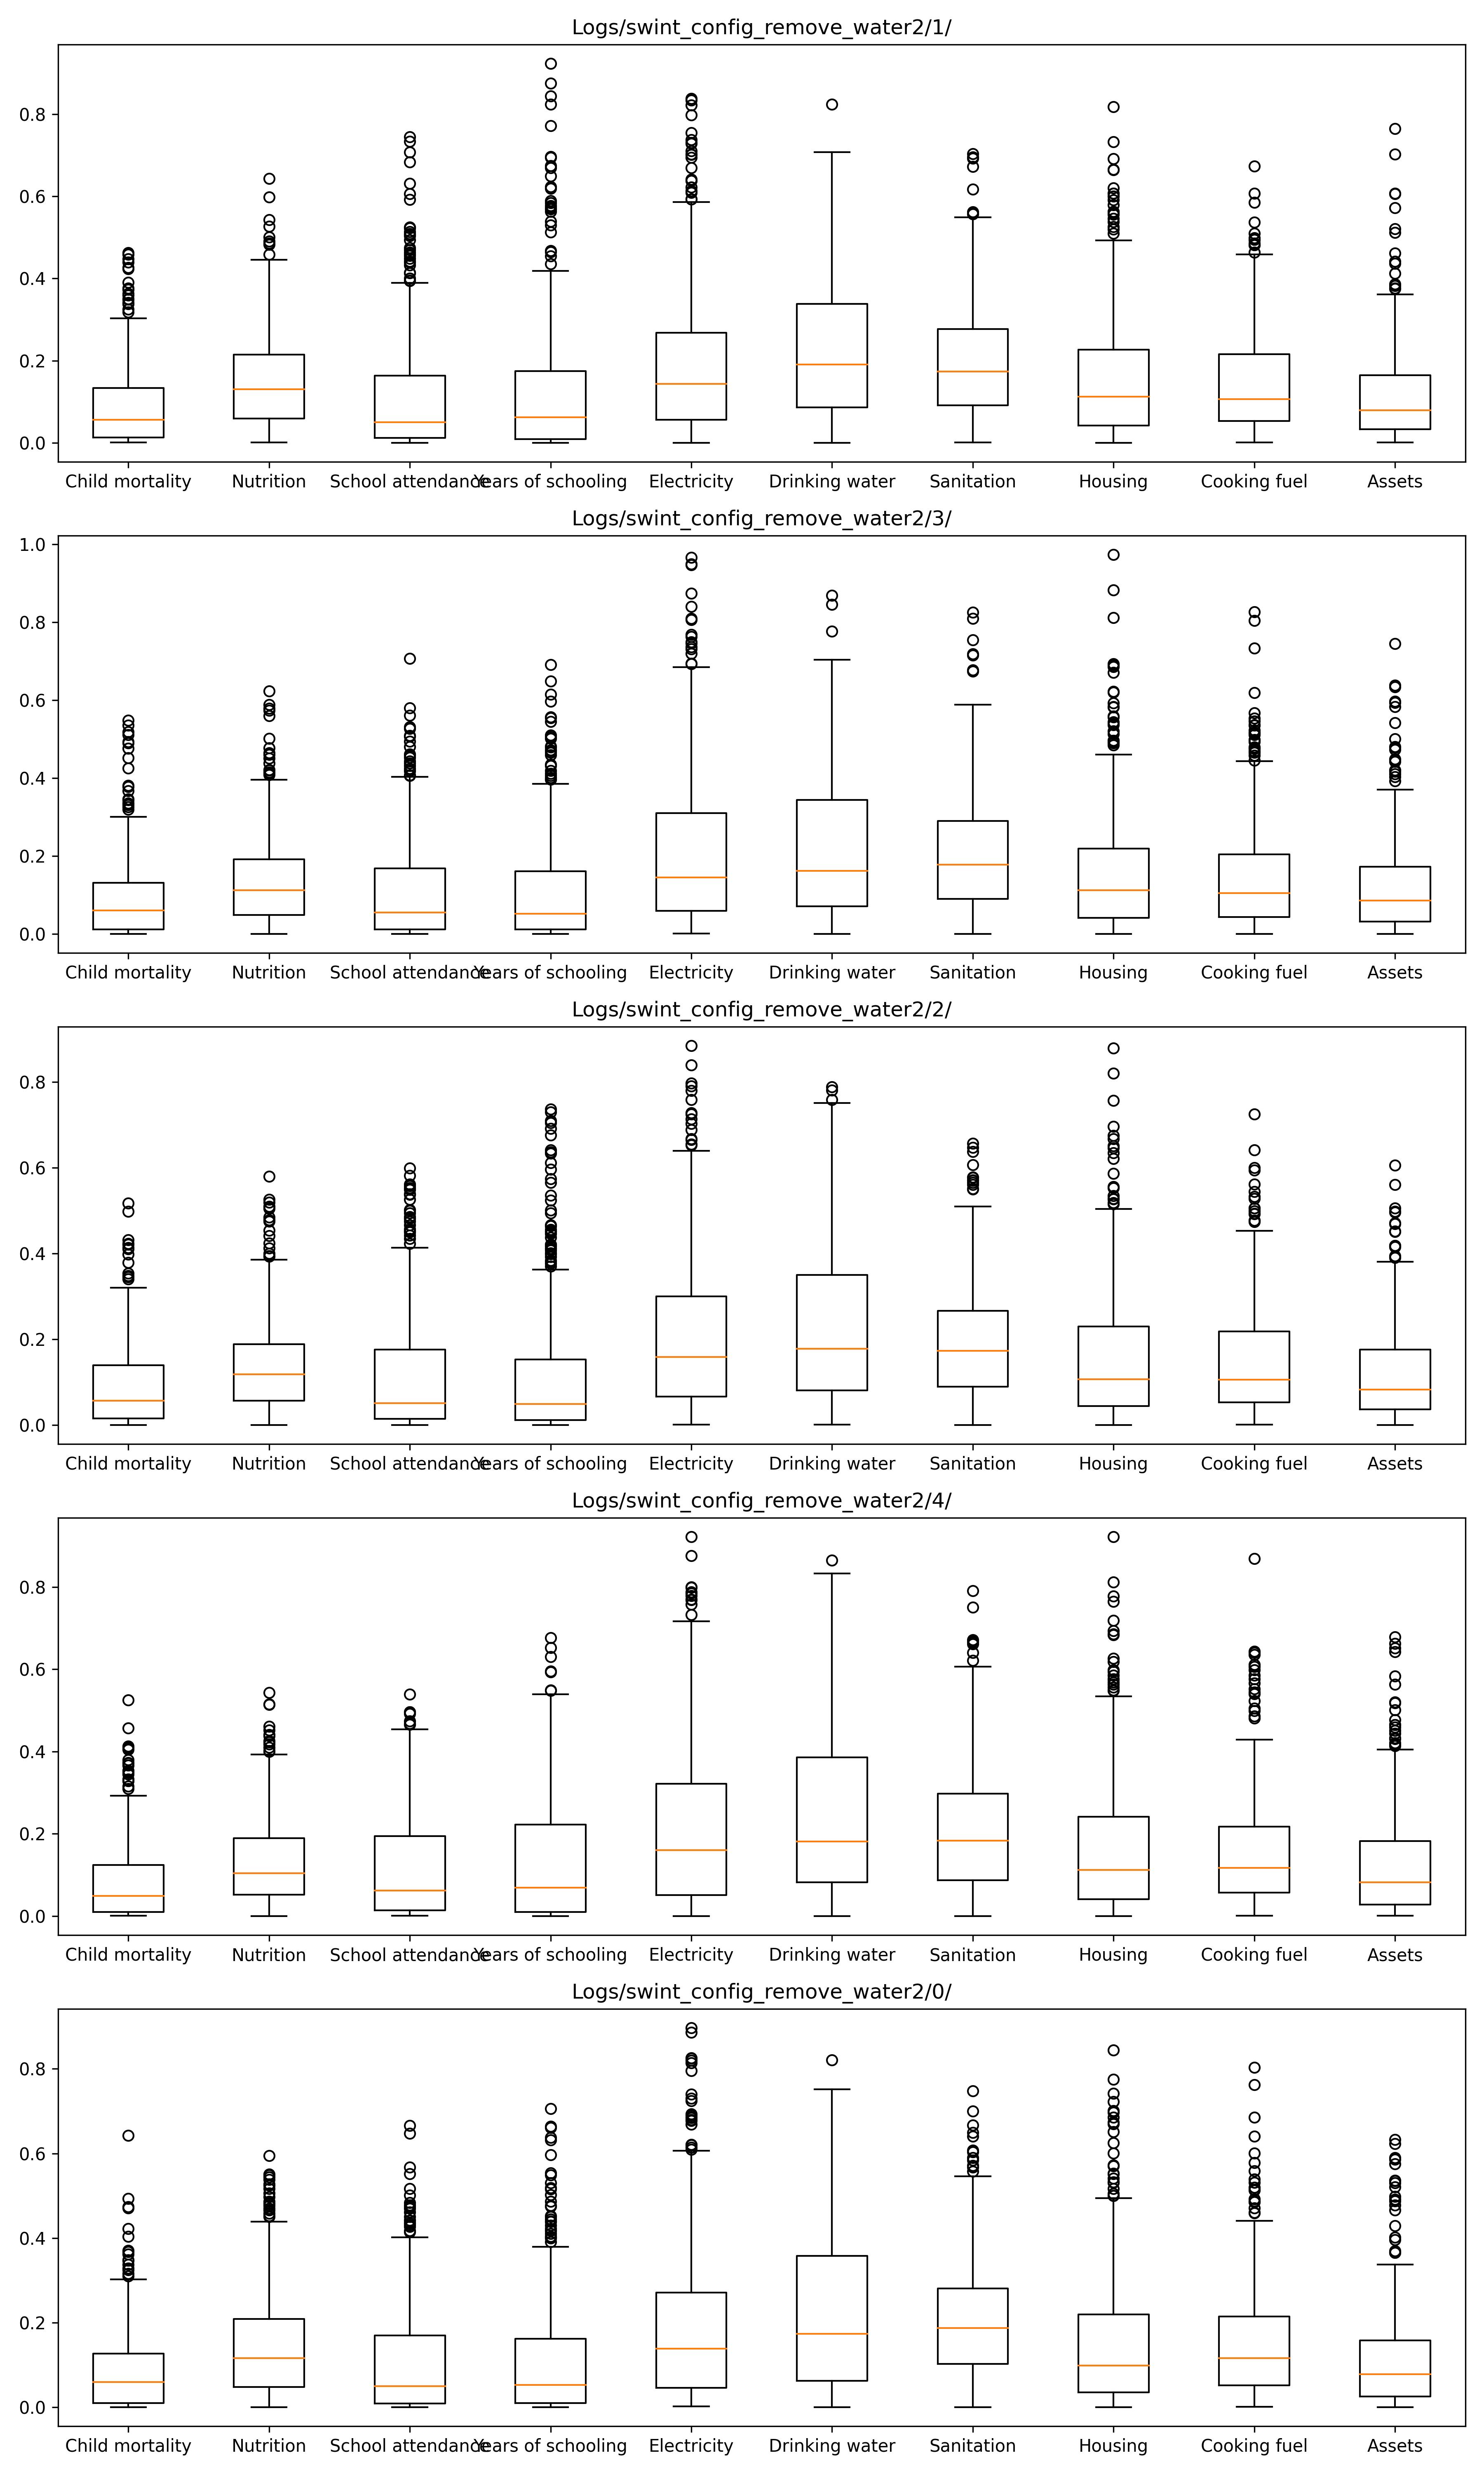 Logs/swint_config_remove_water2/1/
0.8
0.6
0.4
0.2
0.0
Child mortality Nutrition School attendance Years of schooling Electricity Drinking water Sanitation Housing Cooking fuel Assets
Logs/swint_config_remove_water2/3/
1.0
0.8
0.6
0.4
0.2
0.0
Child mortality Nutrition School attendance Years of schooling Electricity Drinking water Sanitation Housing Cooking fuel Assets
Logs/swint_config_remove_water2/2/
0.8
0.6
0.4
0.2
0.0
Child mortality Nutrition School attendance Years of schooling Electricity Drinking water Sanitation Housing Cooking fuel Assets
Logs/swint_config_remove_water2/4/
0.8
0.6
0.4
0.2
0.0
Child mortality Nutrition School attendance Years of schooling Electricity Drinking water Sanitation Housing Cooking fuel Assets
Logs/swint_config_remove_water2/0/
0.8
0.6
0.4
0.2
0.0
Child mortality Nutrition School attendance Years of schooling Electricity Drinking water Sanitation Housing Cooking fuel Assets